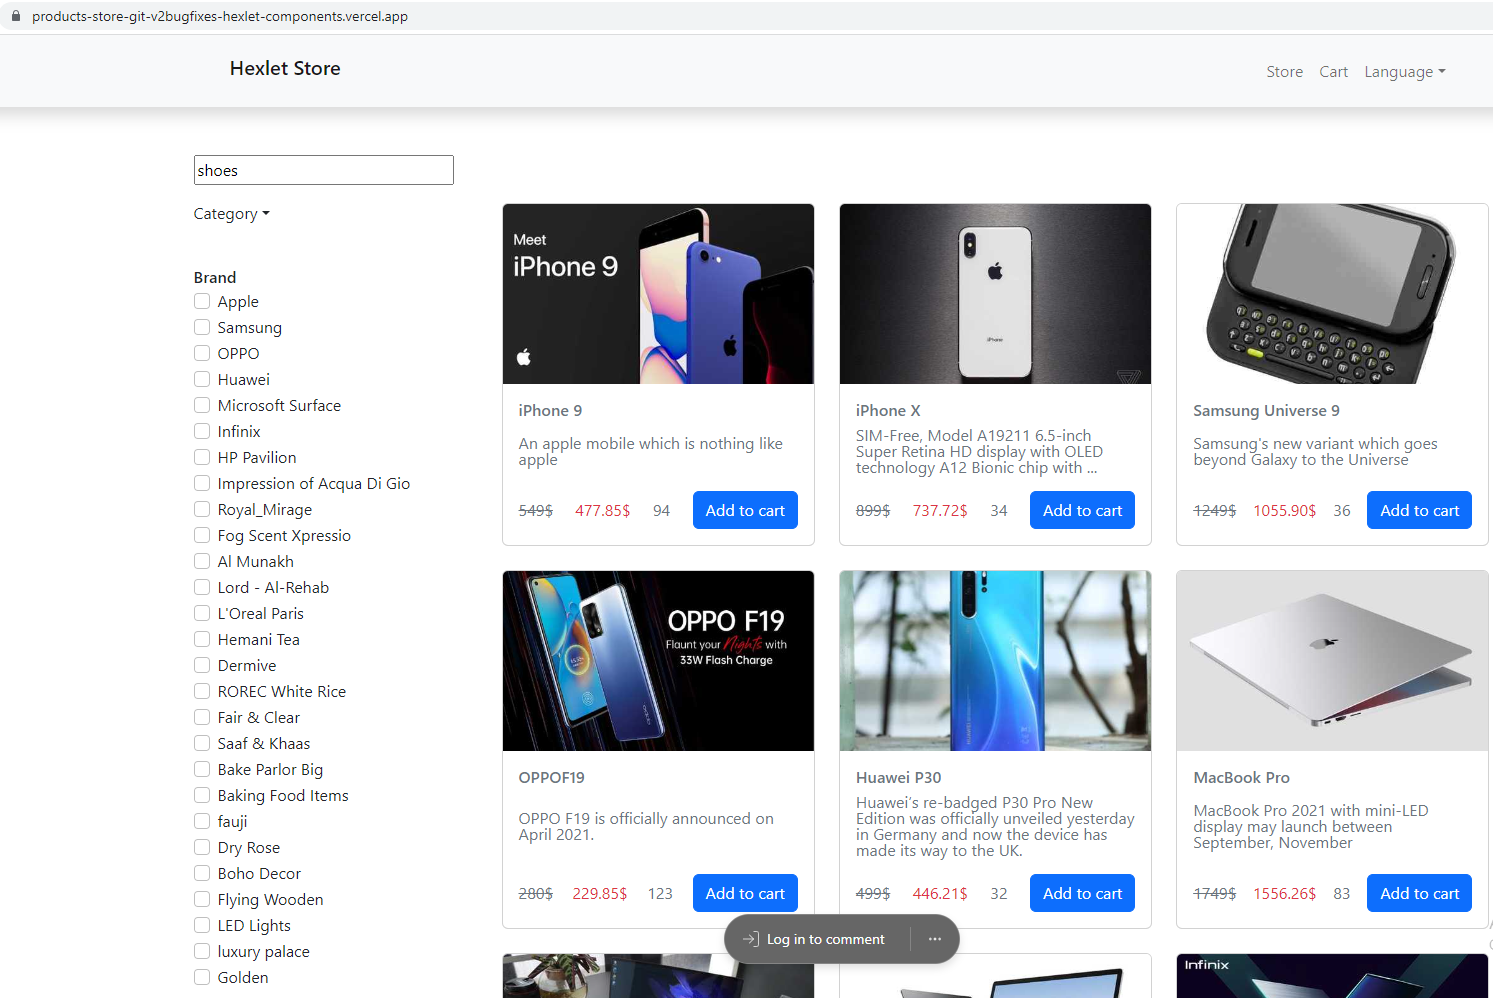 products-store-git-v2bugfixes-hexlet-components.vercel.app
Hexlet Store
Store Cart Language
shoes
Category
Brand
Apple
Samsung
OPPO
Huawei
Microsoft Surface
Infinix
HP Pavilion
Impression of Acqua Di Gio
Royal_Mirage
Fog Scent Xpressio
Al Munakh
Lord - Al-Rehab
L'Oreal Paris
Hemani Tea
Dermive
ROREC White Rice
Fair & Clear
Saaf & Khaas
Bake Parlor Big
Baking Food Items
fauji
Dry Rose
Boho Decor
Flying Wooden
LED Lights
luxury palace
Golden
Meet
iPhone 9
iPhone 9
An apple mobile which is nothing like
apple
549$ 477.85$ 94 Add to cart
iPhone
iPhone X
SIM-Free, Model A19211 6.5-inch
Super Retina HD display with OLED
technology A12 Bionic chip with ...
899$ 737.72$ 34 Add to cart
Samsung Universe 9
Samsung's new variant which goes
beyond Galaxy to the Universe
1249$ 1055.90$ 36 Add to cart
OPPO F19
Flaunt your Nights with
33W Flash Charge
OPPOF19
OPPO F19 is officially announced on
April 2021.
280$ 229.85$ 123 Add to cart
Huawei P30
Huawei’s re-badged P30 Pro New
Edition was officially unveiled yesterday
in Germany and now the device has
made its way to the UK.
499$ 446.21$ 32 Add to cart
MacBook Pro
MacBook Pro 2021 with mini-LED
display may launch between
September, November
1749$ 1556.26$ 83 Add to cart
Log in to comment
Infinix